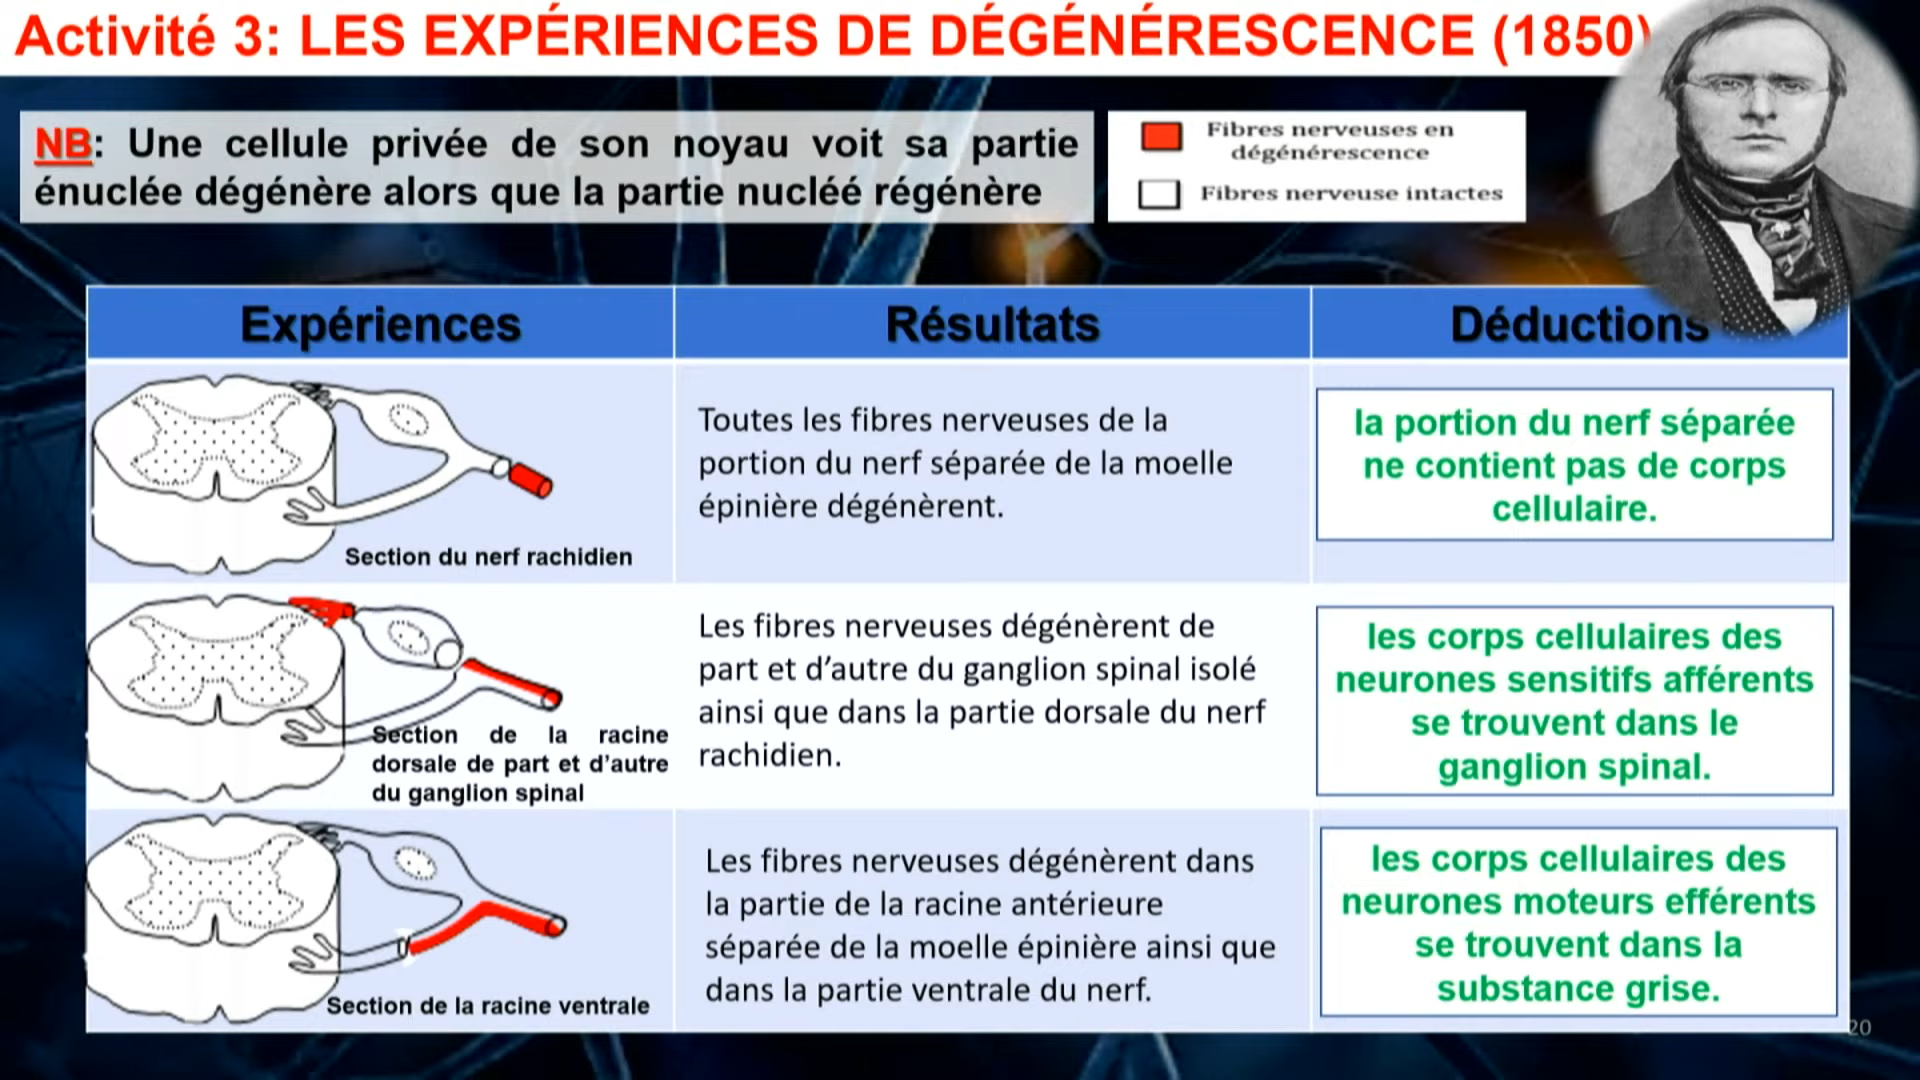 Activité 3: LES EXPÉRIENCES DE DÉGÉNÉRESCENCE (1850)
NB: Une cellule privée de son noyau voit sa partie
énuclée dégénère alors que la partie nucléé régénère
Fibres nerveuses en
dégénérescence
Fibres nerveuse intactes
Expériences
Résultats
Déductions
Section du nerf rachidien
Toutes les fibres nerveuses de la
portion du nerf séparée de la moelle
épinière dégénèrent.
la portion du nerf séparée
ne contient pas de corps
cellulaire.
Section de la racine
dorsale de part et d’autre
du ganglion spinal
Les fibres nerveuses dégénèrent de
part et d’autre du ganglion spinal isolé
ainsi que dans la partie dorsale du nerf
rachidien.
les corps cellulaires des
neurones sensitifs afférents
se trouvent dans le
ganglion spinal.
Section de la racine ventrale
Les fibres nerveuses dégénèrent dans
la partie de la racine antérieure
séparée de la moelle épinière ainsi que
dans la partie ventrale du nerf.
les corps cellulaires des
neurones moteurs efférents
se trouvent dans la
substance grise.
20